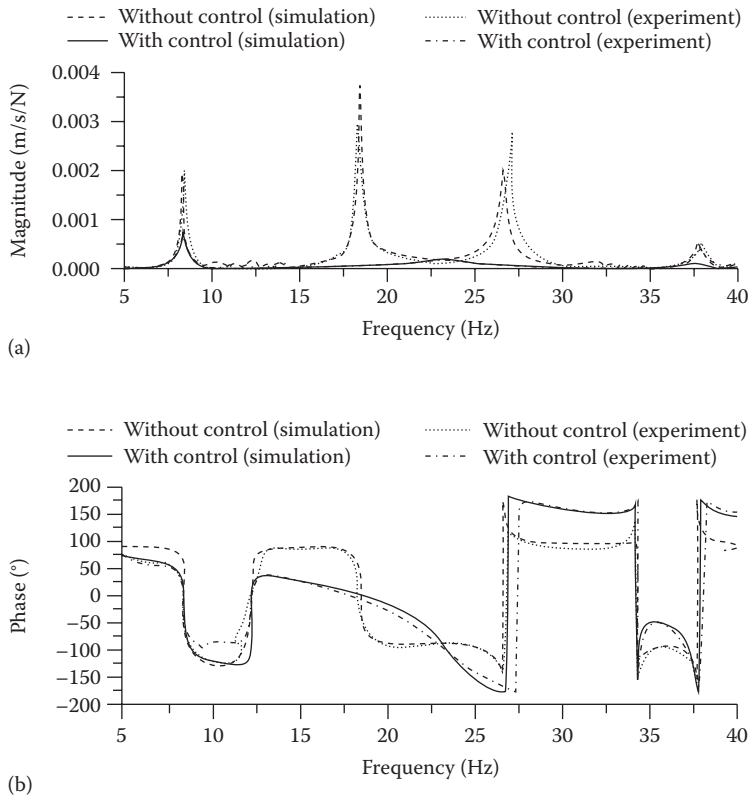 Without control (simulation) Without control (experiment)
With control (simulation) With control (experiment)
0.004
0.003
0.002
0.001
0.000
Magnitude (m/s/N)
5 10 15 20 25 30 35 40
Frequency (Hz)
(a)
Without control (simulation) Without control (experiment)
With control (simulation) With control (experiment)
200
150
100
50
0
−50
−100
−150
−200
Phase (°)
5 10 15 20 25 30 35 40
Frequency (Hz)
(b)